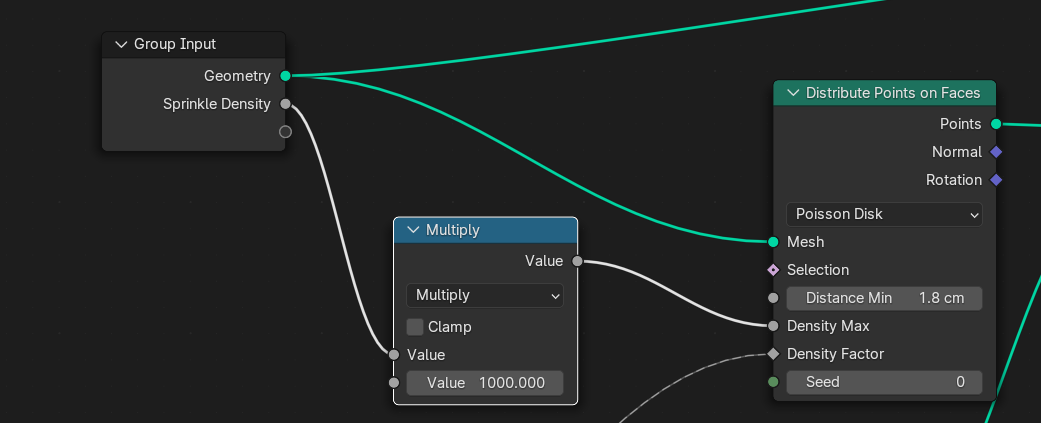 Group Input
Geometry
Sprinkle Density
Distribute Points on Faces
Points
Normal
Rotation
Poisson Disk
Mesh
Selection
Distance Min 1.8 cm
Density Max
Density Factor
Seed 0
Multiply
Value
Multiply
Clamp
Value
Value 1000.000